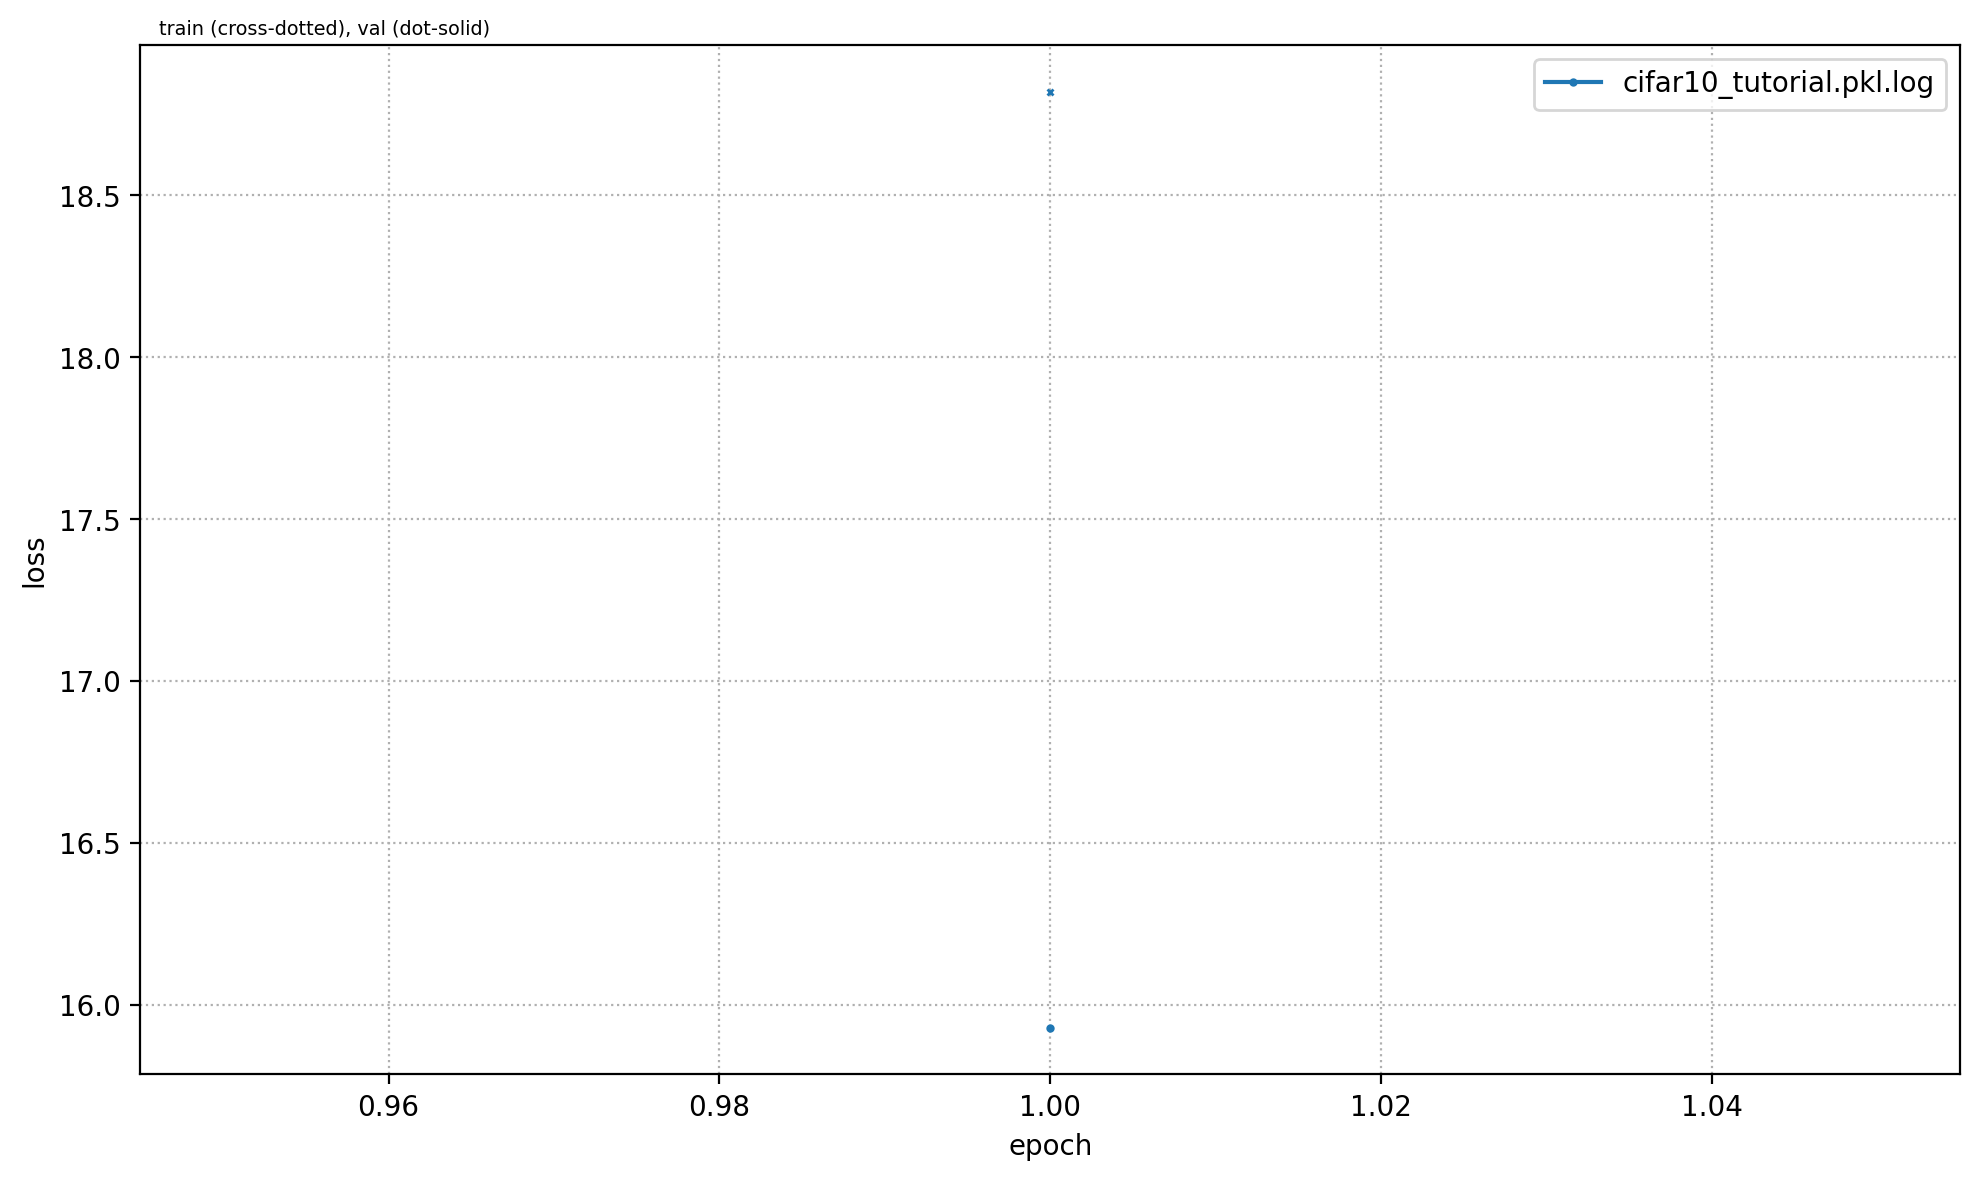 train (cross-dotted), val (dot-solid)
cifar10_tutorial.pkl.log
18.5
18.0
17.5
17.0
16.5
16.0
loss
0.96 0.98 1.00 1.02 1.04
epoch